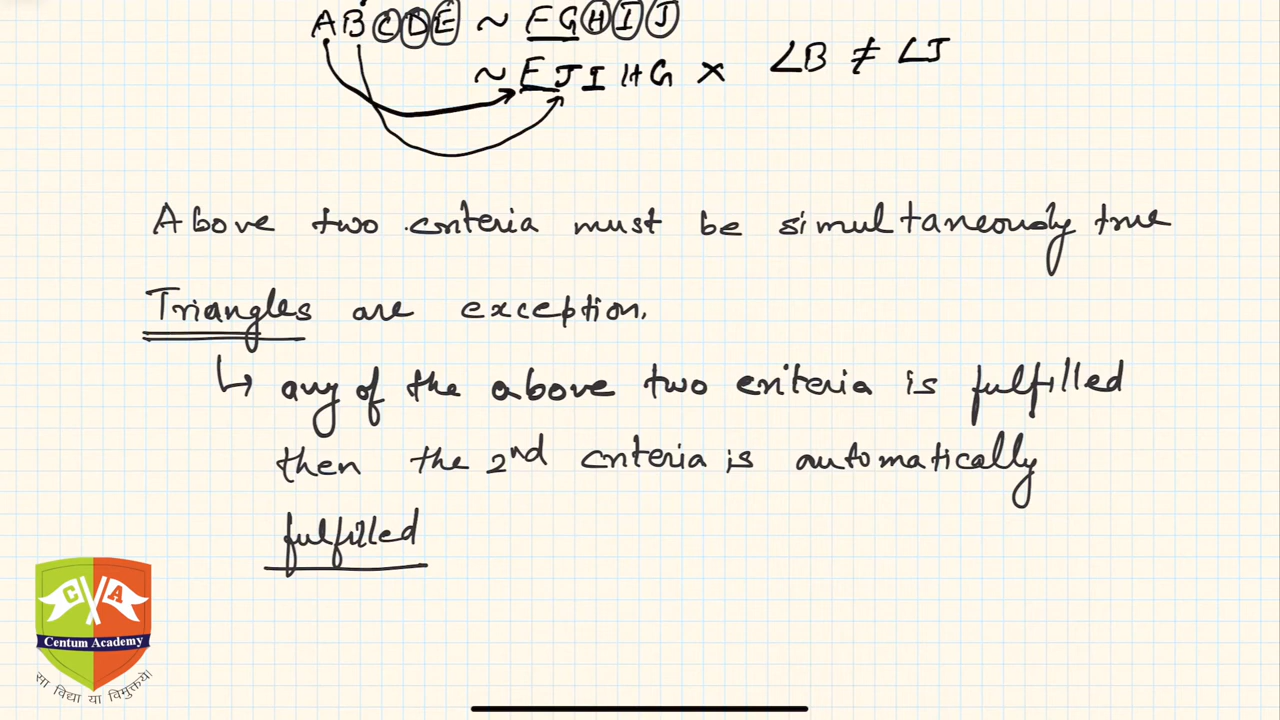 ABCDE ~ FGHIJ
~ FJIHG × ∠B ≠ ∠J
Above two criteria must be simultaneously true
Triangles are exception.
↳ any of the above two criteria is fulfilled
then the 2nd criteria is automatically
fulfilled
C A
Centum Academy
सा विद्या या विमुक्तये।